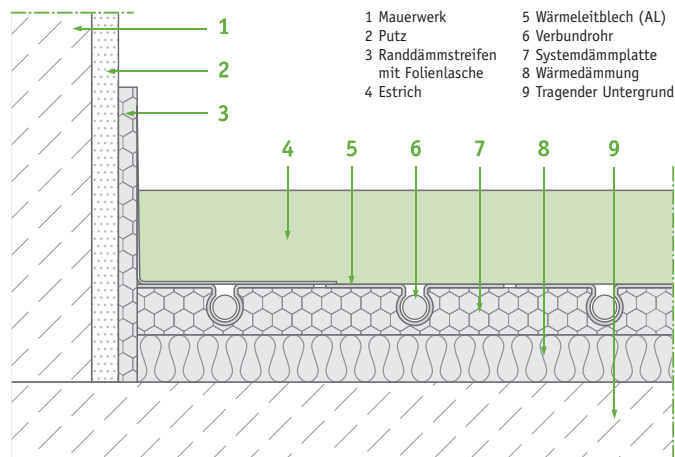 1 Mauerwerk
2 Putz
3 Randdämmstreifen
mit Folienlasche
4 Estrich
5 Wärmeleitblech (AL)
6 Verbundrohr
7 Systemdämmplatte
8 Wärmedämmung
9 Tragender Untergrund
1
2
3
4 5 6 7 8 9